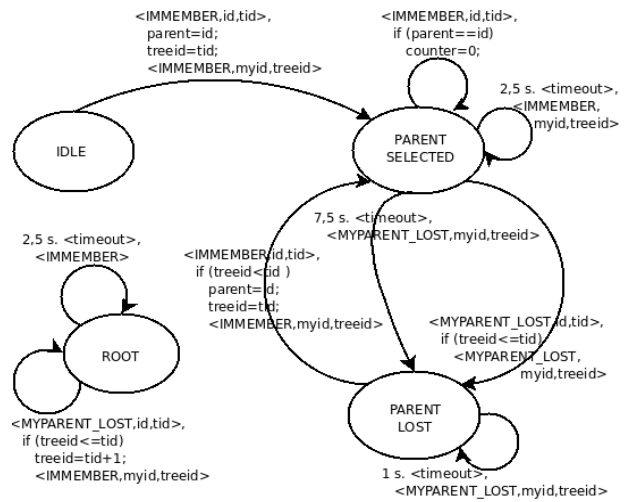 <IMMEMBER,id,tid>,
parent=id;
treeid=tid;
<IMMEMBER,myid,treeid>
<IMMEMBER,id,tid>,
if (parent==id)
counter=0;
2,5 s. <timeout>,
<IMMEMBER,
myid,treeid>
IDLE
PARENT
SELECTED
2,5 s. <timeout>,
<IMMEMBER>
ROOT
<MYPARENT_LOST,id,tid>,
if (treeid<=tid)
treeid=tid+1;
<IMMEMBER,myid,treeid>
7,5 s. <timeout>,
<MYPARENT_LOST,myid,treeid>
<IMMEMBER,id,tid>,
if (treeid<tid )
parent=id;
treeid=tid;
<IMMEMBER,myid,treeid>
<MYPARENT_LOST,id,tid>,
if (treeid<=tid)
<MYPARENT_LOST,
myid,treeid>
PARENT
LOST
1 s. <timeout>,
<MYPARENT_LOST,myid,treeid>